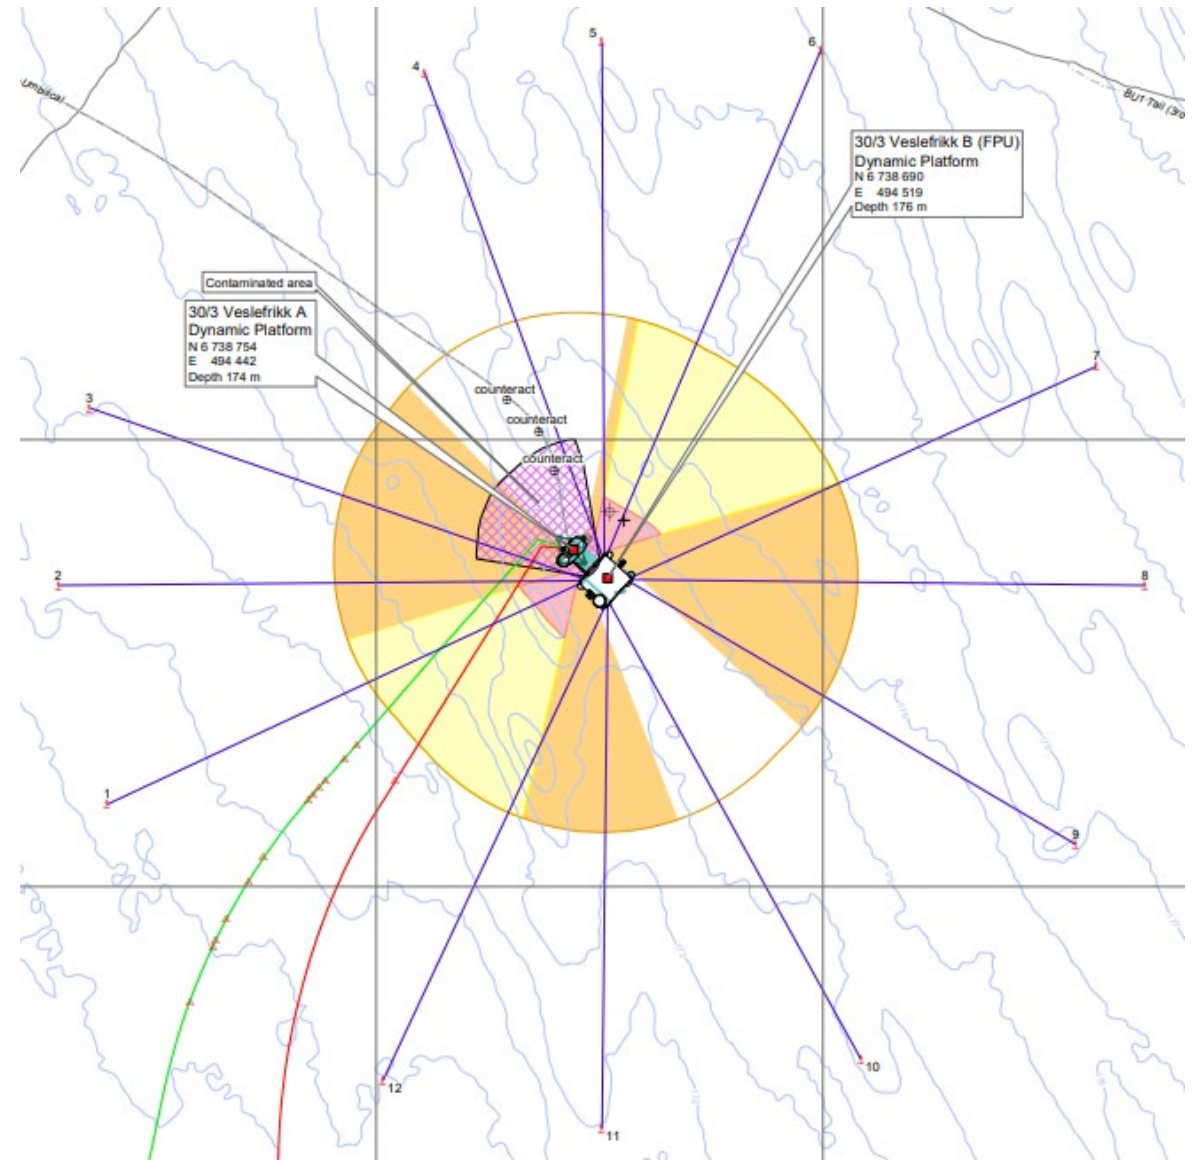 5
6
4
Umbilical
BU1 Tail (3ro
30/3 Veslefrikk B (FPU)
Dynamic Platform
N 6 738 690
E 494 519
Depth 176 m
Contaminated area
30/3 Veslefrikk A
Dynamic Platform
N 6 738 754
E 494 442
Depth 174 m
7
3
counteract
counteract
counteract
2
8
1
9
10
12
11